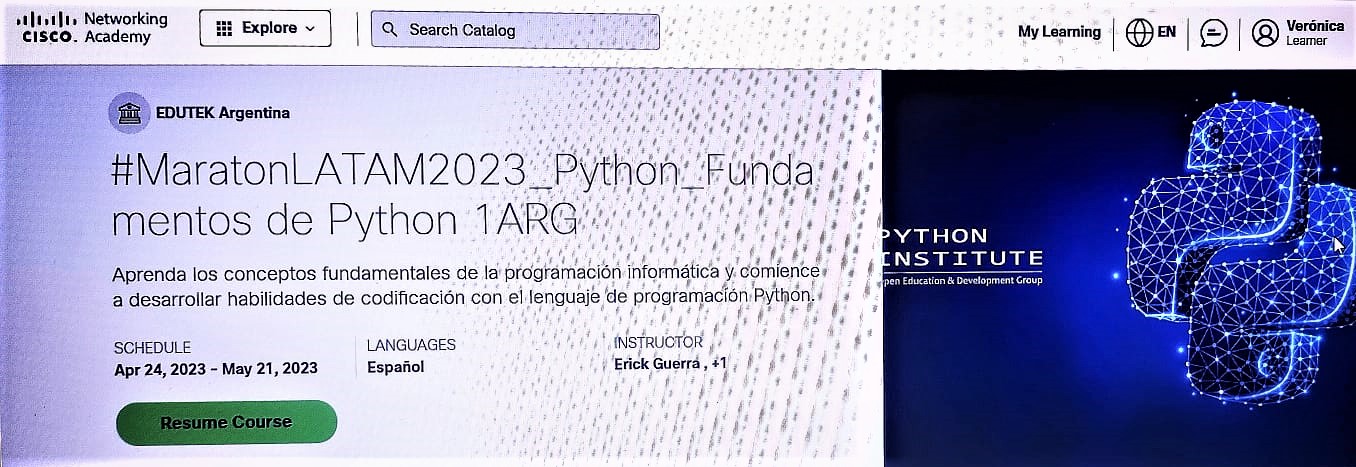 Networking
CISCO. Academy
Explore
Search Catalog
My Learning
EN
Verónica
Learner
EDUTEK Argentina
#MaratonLATAM2023_Python_Funda
mentos de Python 1ARG
Aprenda los conceptos fundamentales de la programación informática y comience
a desarrollar habilidades de codificación con el lenguaje de programación Python.
SCHEDULE
Apr 24, 2023 - May 21, 2023
LANGUAGES
Español
INSTRUCTOR
Erick Guerra , +1
Resume Course
PYTHON
INSTITUTE
pen Education & Development Group